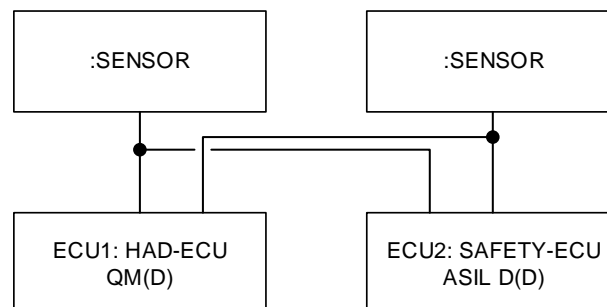 :SENSOR
:SENSOR
ECU1: HAD-ECU
QM(D)
ECU2: SAFETY-ECU
ASIL D(D)